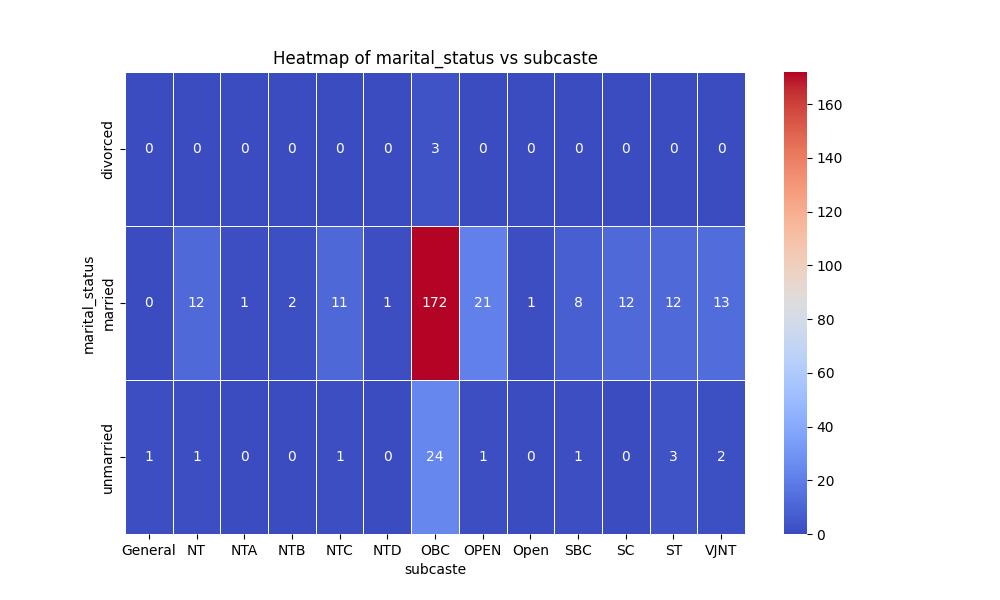 Heatmap of marital_status vs subcaste
divorced 0 0 0 0 0 0 3 0 0 0 0 0 0
married 0 12 1 2 11 1 172 21 1 8 12 12 13
unmarried 1 1 0 0 1 0 24 1 0 1 0 3 2
marital_status
General NT NTA NTB NTC NTD OBC OPEN Open SBC SC ST VJNT
subcaste
160
140
120
100
80
60
40
20
0